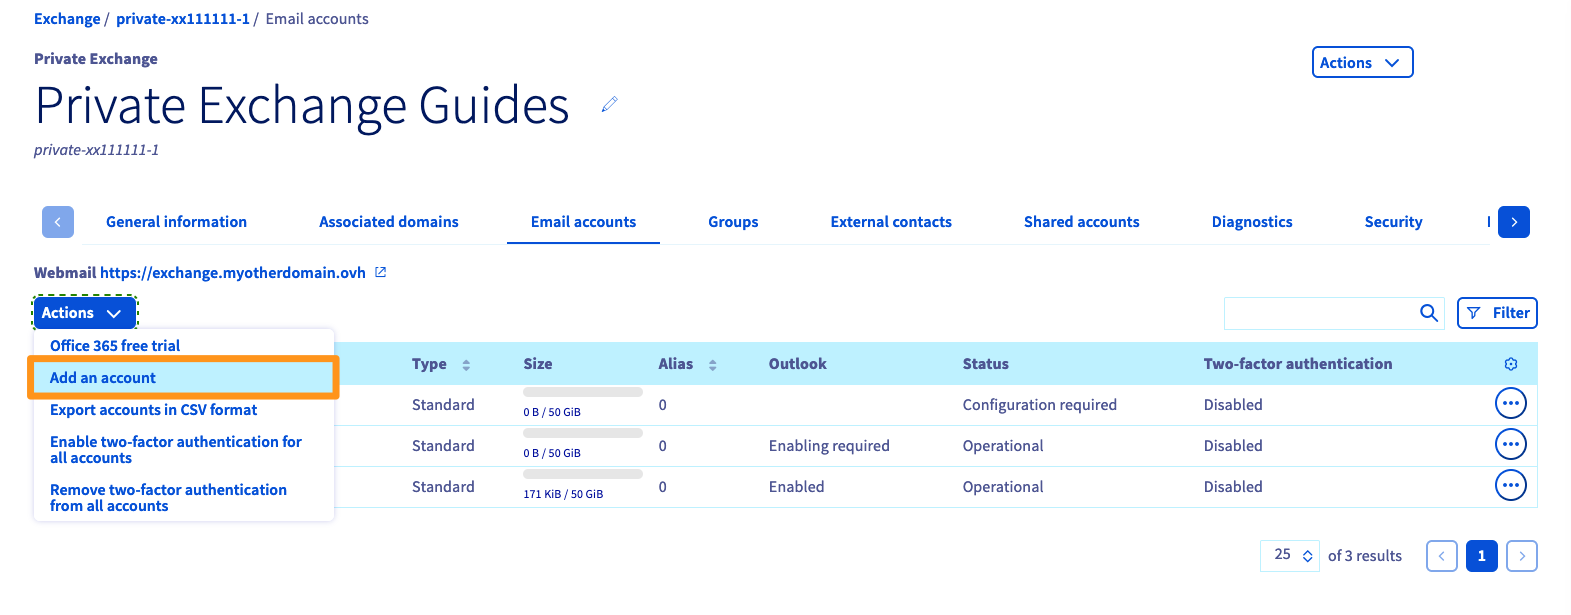 Exchange / private-xx111111-1 / Email accounts
Private Exchange
Actions
Private Exchange Guides
private-xx111111-1
General information Associated domains Email accounts Groups External contacts Shared accounts Diagnostics Security
Webmail https://exchange.myotherdomain.ovh
Actions
Filter
Office 365 free trial
Add an account
Export accounts in CSV format
Enable two-factor authentication for
all accounts
Remove two-factor authentication
from all accounts
Type Size Alias Outlook Status Two-factor authentication
Standard 0 B / 50 GiB 0 Configuration required Disabled
Standard 0 B / 50 GiB 0 Enabling required Operational Disabled
Standard 171 KiB / 50 GiB 0 Enabled Operational Disabled
25 of 3 results 1